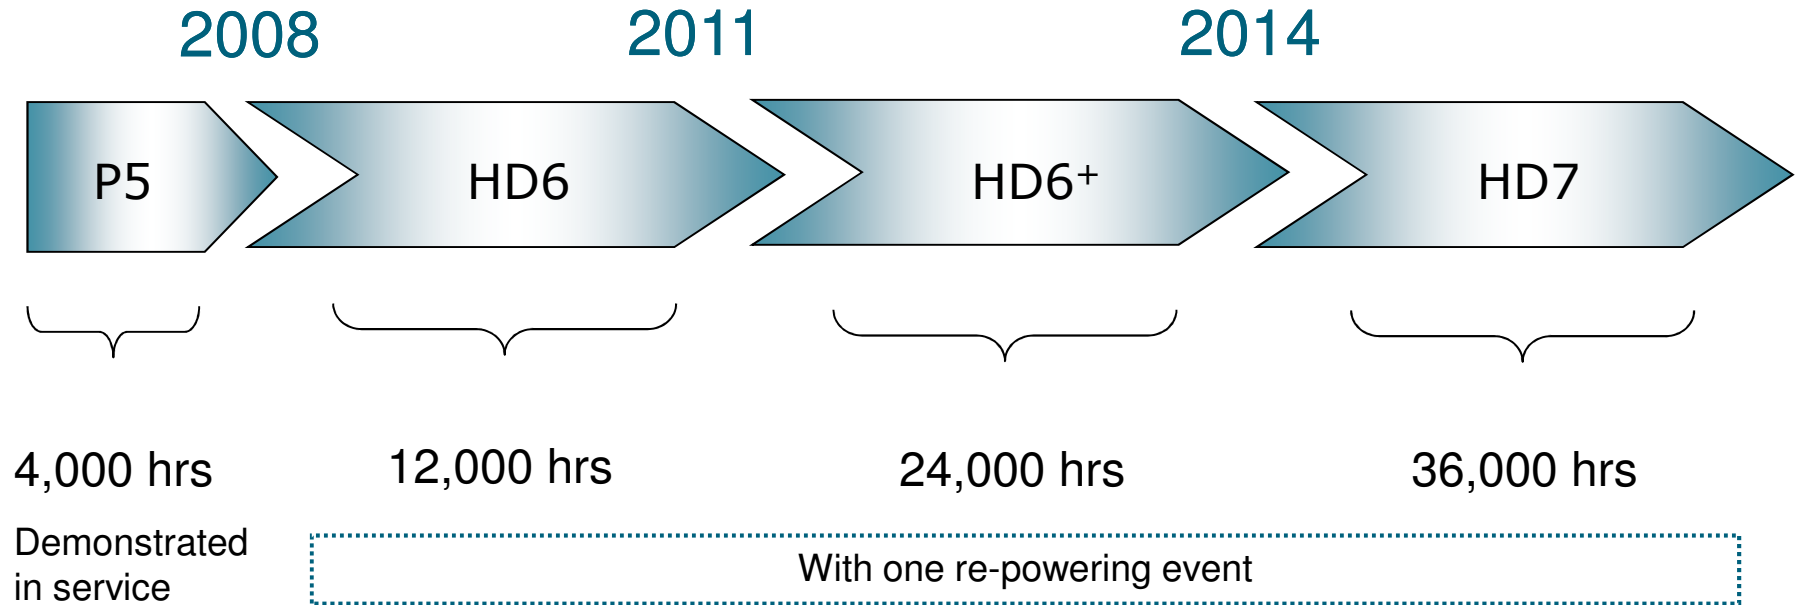 2008 2011 2014
P5 HD6 HD6⁺ HD7
4,000 hrs 12,000 hrs 24,000 hrs 36,000 hrs
Demonstrated
in service
With one re-powering event